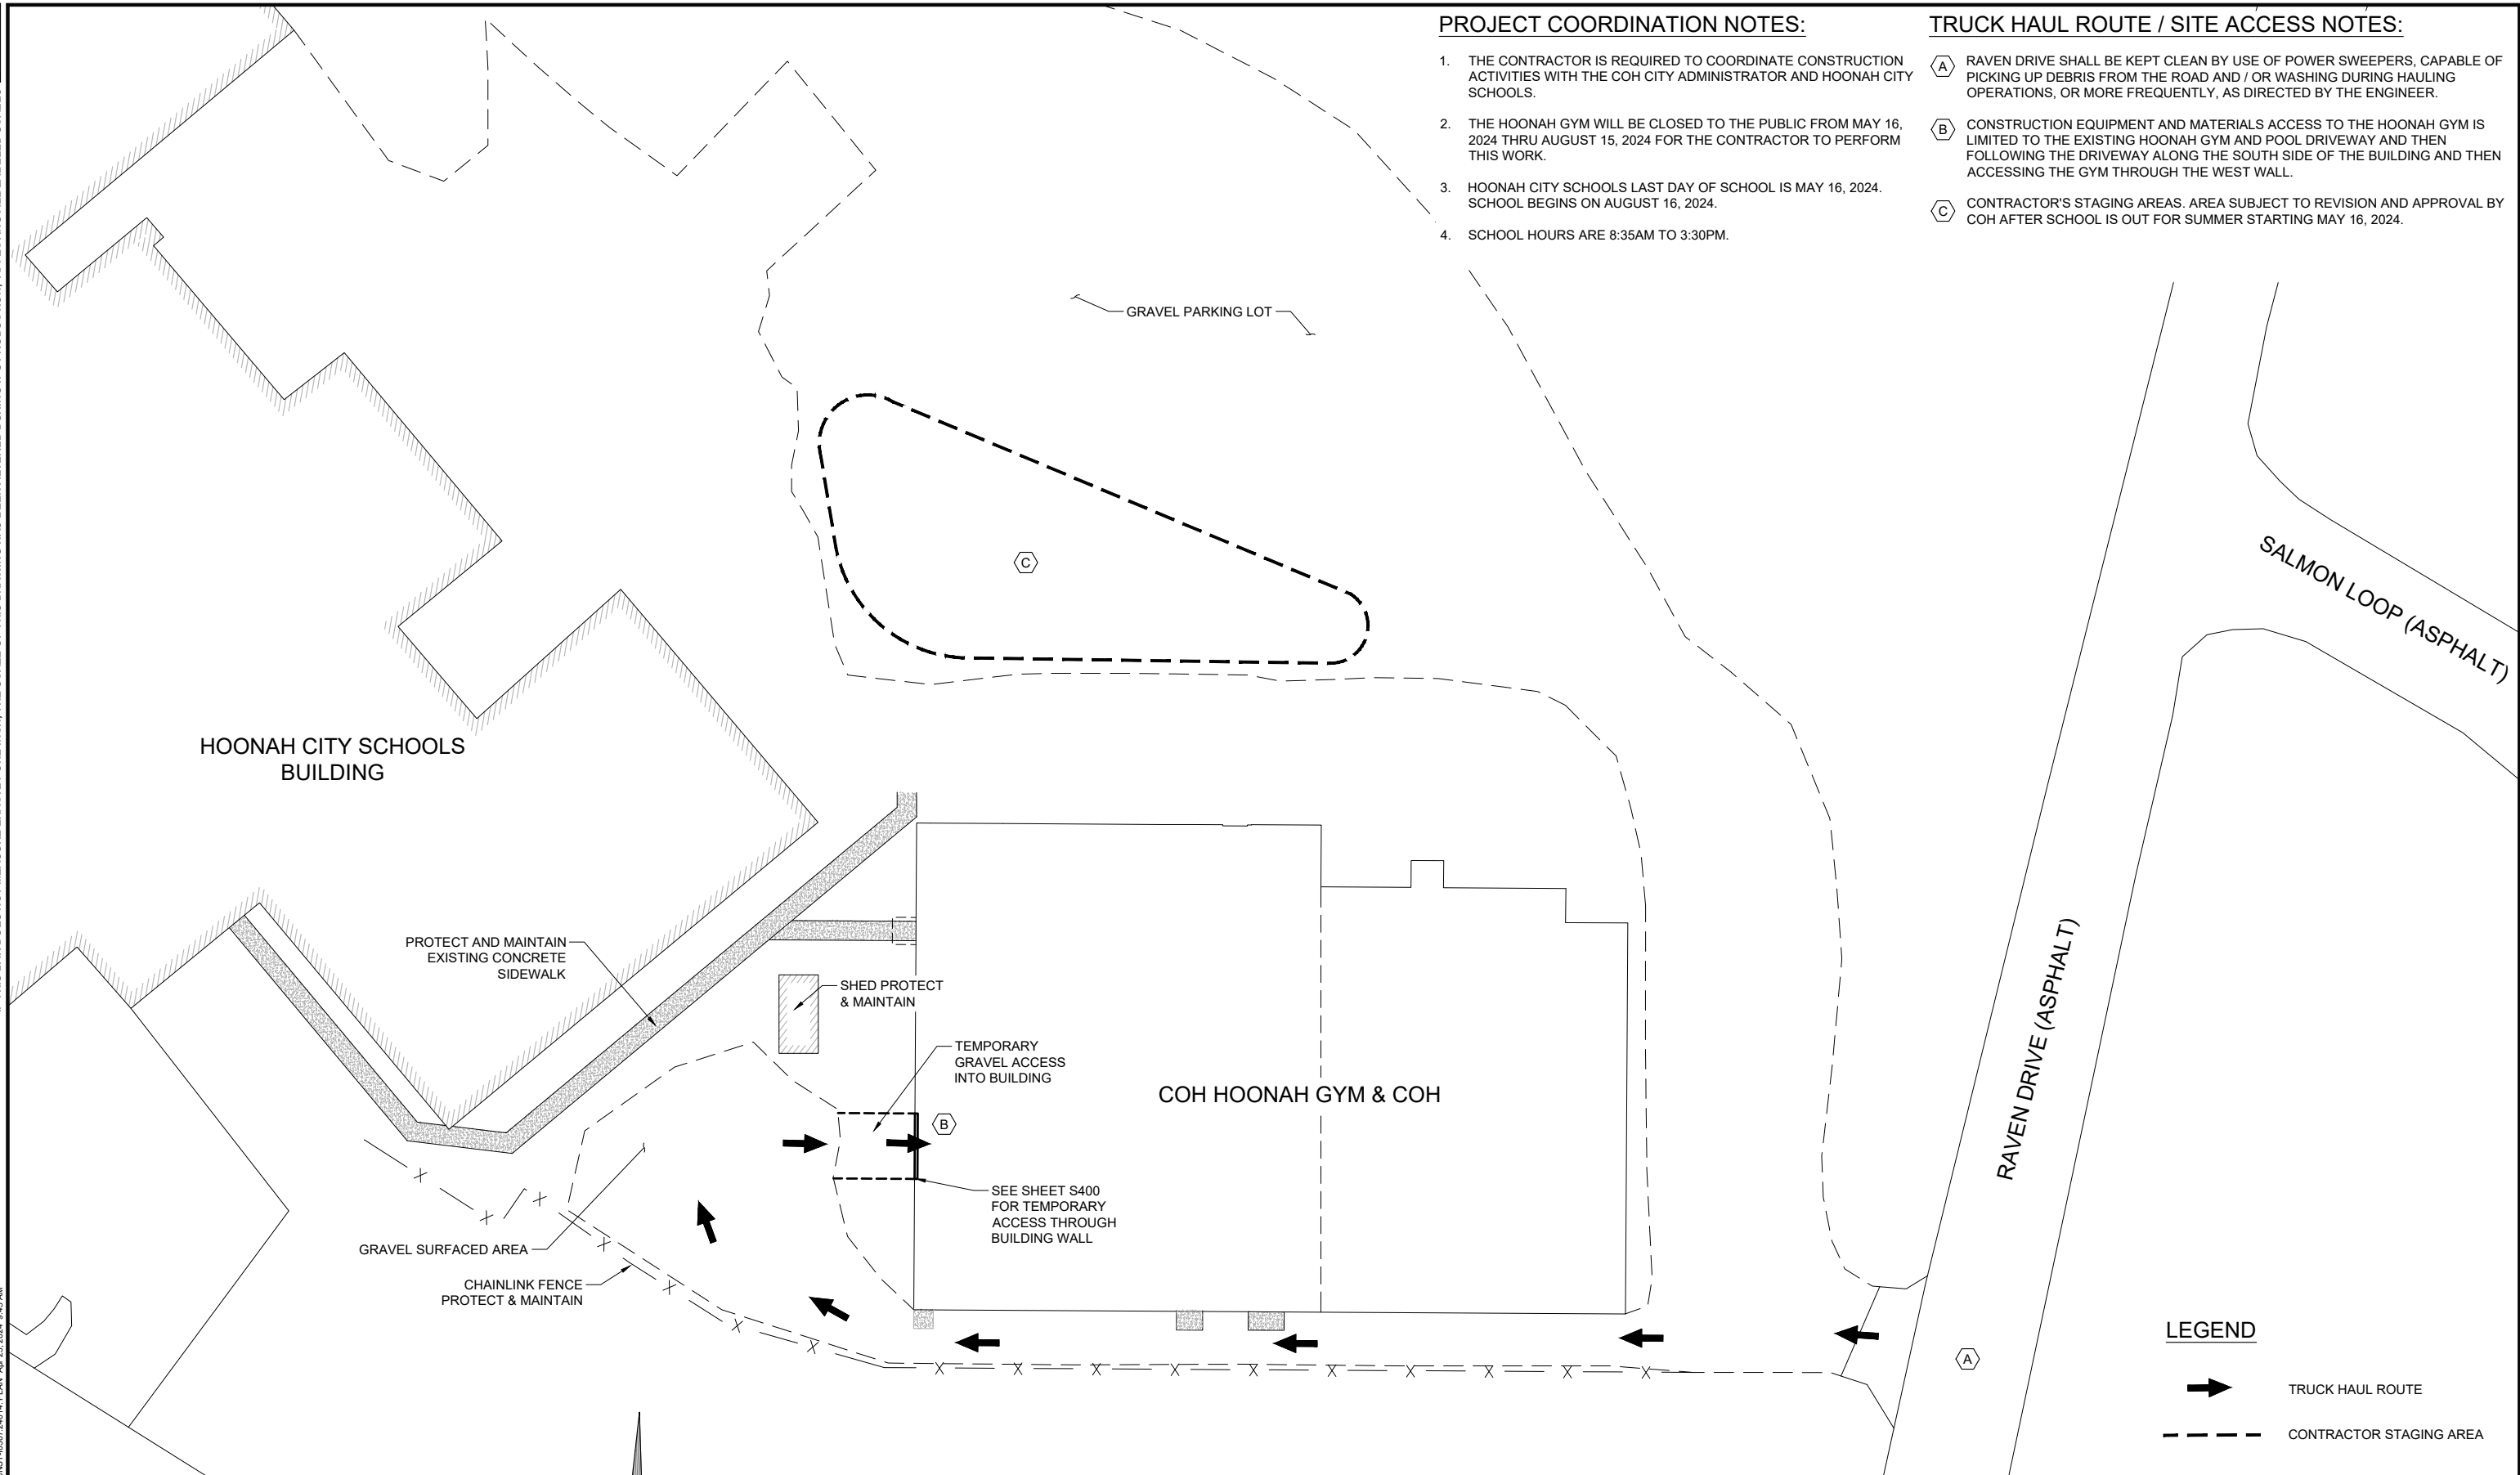 PROJECT COORDINATION NOTES:
1. THE CONTRACTOR IS REQUIRED TO COORDINATE CONSTRUCTION
ACTIVITIES WITH THE COH CITY ADMINISTRATOR AND HOONAH CITY
SCHOOLS.
2. THE HOONAH GYM WILL BE CLOSED TO THE PUBLIC FROM MAY 16,
2024 THRU AUGUST 15, 2024 FOR THE CONTRACTOR TO PERFORM
THIS WORK.
3. HOONAH CITY SCHOOLS LAST DAY OF SCHOOL IS MAY 16, 2024.
SCHOOL BEGINS ON AUGUST 16, 2024.
4. SCHOOL HOURS ARE 8:35AM TO 3:30PM.
TRUCK HAUL ROUTE / SITE ACCESS NOTES:
A RAVEN DRIVE SHALL BE KEPT CLEAN BY USE OF POWER SWEEPERS, CAPABLE OF
PICKING UP DEBRIS FROM THE ROAD AND / OR WASHING DURING HAULING
OPERATIONS, OR MORE FREQUENTLY, AS DIRECTED BY THE ENGINEER.
B CONSTRUCTION EQUIPMENT AND MATERIALS ACCESS TO THE HOONAH GYM IS
LIMITED TO THE EXISTING HOONAH GYM AND POOL DRIVEWAY AND THEN
FOLLOWING THE DRIVEWAY ALONG THE SOUTH SIDE OF THE BUILDING AND THEN
ACCESSING THE GYM THROUGH THE WEST WALL.
C CONTRACTOR'S STAGING AREAS. AREA SUBJECT TO REVISION AND APPROVAL BY
COH AFTER SCHOOL IS OUT FOR SUMMER STARTING MAY 16, 2024.
GRAVEL PARKING LOT
C
SALMON LOOP (ASPHALT)
HOONAH CITY SCHOOLS
BUILDING
PROTECT AND MAINTAIN
EXISTING CONCRETE
SIDEWALK
SHED PROTECT
& MAINTAIN
TEMPORARY
GRAVEL ACCESS
INTO BUILDING
COH HOONAH GYM & COH
B
RAVEN DRIVE (ASPHALT)
SEE SHEET S400
FOR TEMPORARY
ACCESS THROUGH
BUILDING WALL
GRAVEL SURFACED AREA
CHAINLINK FENCE
PROTECT & MAINTAIN
A
LEGEND
TRUCK HAUL ROUTE
CONTRACTOR STAGING AREA